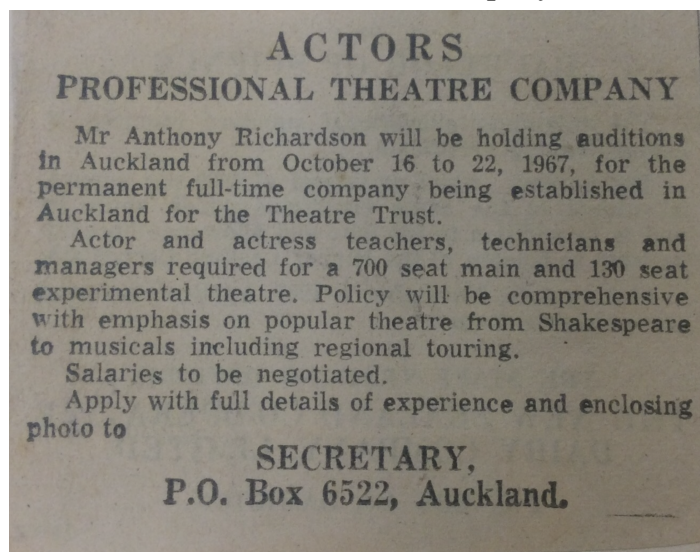 ACTORS
PROFESSIONAL THEATRE COMPANY
Mr Anthony Richardson will be holding auditions
in Auckland from October 16 to 22, 1967, for the
permanent full-time company being established in
Auckland for the Theatre Trust.
Actor and actress teachers, technicians and
managers required for a 700 seat main and 130 seat
experimental theatre. Policy will be comprehensive
with emphasis on popular theatre from Shakespeare
to musicals including regional touring.
Salaries to be negotiated.
Apply with full details of experience and enclosing
photo to
SECRETARY,
P.O. Box 6522, Auckland.